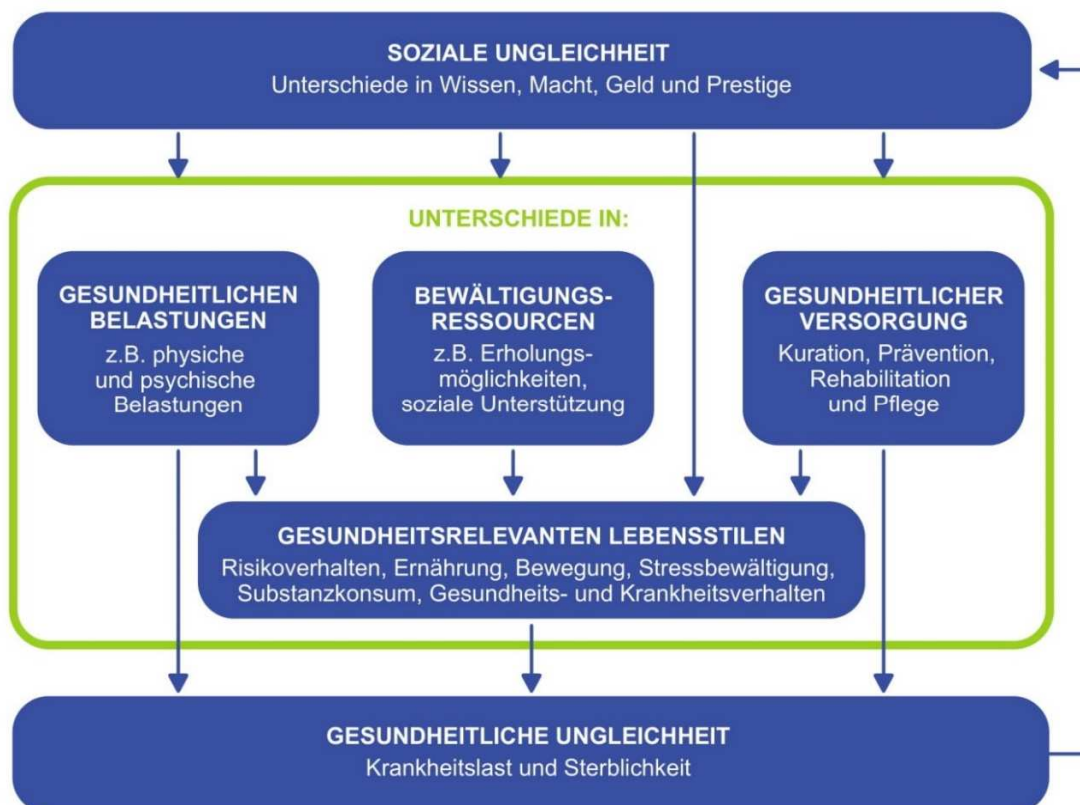 SOZIALE UNGLEICHHEIT
Unterschiede in Wissen, Macht, Geld und Prestige
UNTERSCHIEDE IN:
GESUNDHEITLICHEN
BELASTUNGEN
z.B. physiche
und psychische
Belastungen
BEWÄLTIGUNGS-
RESSOURCEN
z.B. Erholungs-
möglichkeiten,
soziale Unterstützung
GESUNDHEITLICHER
VERSORGUNG
Kuration, Prävention,
Rehabilitation
und Pflege
GESUNDHEITSRELEVANTEN LEBENSSTILEN
Risikoverhalten, Ernährung, Bewegung, Stressbewältigung,
Substanzkonsum, Gesundheits- und Krankheitsverhalten
GESUNDHEITLICHE UNGLEICHHEIT
Krankheitslast und Sterblichkeit